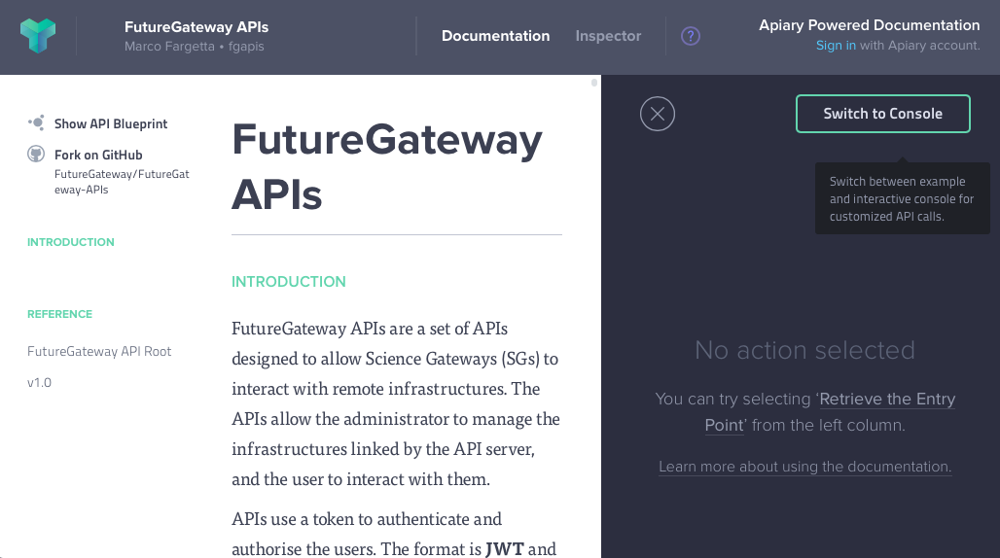 FutureGateway APIs
Marco Fargetta • fgapis
Documentation
Inspector
?
Apiary Powered Documentation
Sign in with Apiary account.
Show API Blueprint
Fork on GitHub
FutureGateway/FutureGat
eway-APIs
INTRODUCTION
REFERENCE
FutureGateway API Root
v1.0
FutureGateway
APIs
INTRODUCTION
FutureGateway APIs are a set of APIs
designed to allow Science Gateways (SGs) to
interact with remote infrastructures. The
APIs allow the administrator to manage the
infrastructures linked by the API server,
and the user to interact with them.
APIs use a token to authenticate and
authorise the users. The format is JWT and
Switch to Console
Switch between example
and interactive console for
customized API calls.
No action selected
You can try selecting ‘Retrieve the Entry
Point’ from the left column.
Learn more about using the documentation.